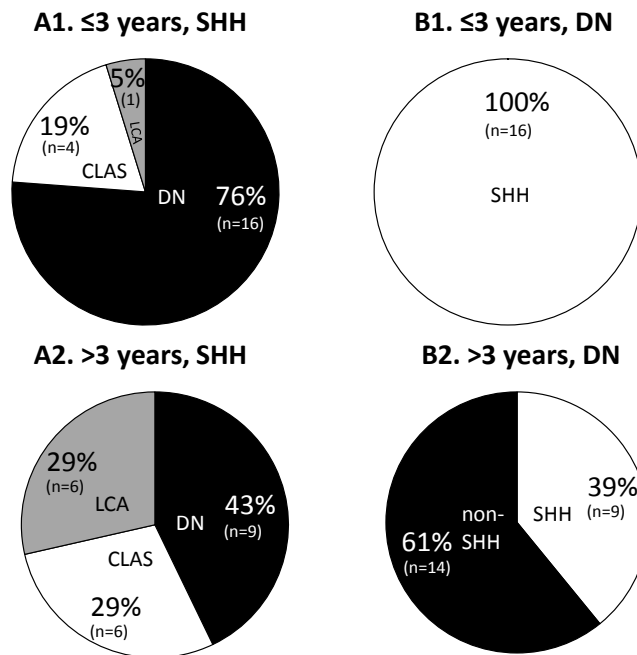 A1. ≤3 years, SHH
5%
(1)
LCA
19%
(n=4)
CLAS
DN
76%
(n=16)
B1. ≤3 years, DN
100%
(n=16)
SHH
A2. >3 years, SHH
29%
(n=6)
LCA
43%
(n=9)
DN
CLAS
29%
(n=6)
B2. >3 years, DN
39%
(n=9)
SHH
non-
SHH
61%
(n=14)